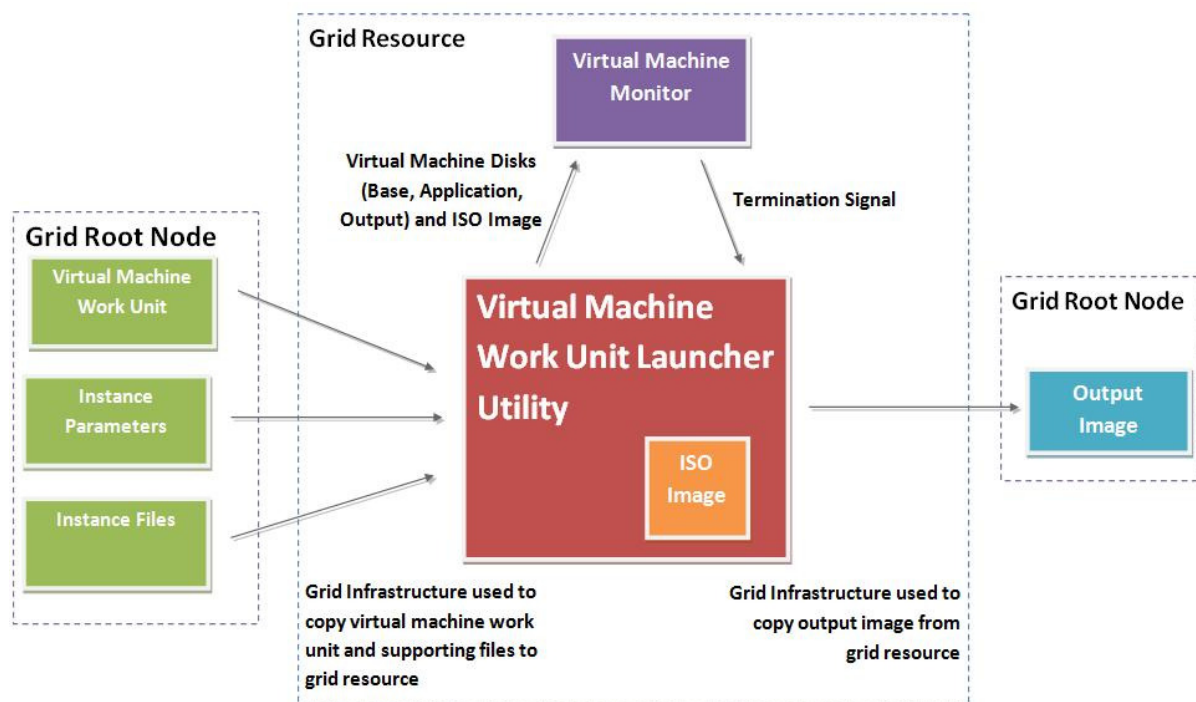 Grid Resource
Virtual Machine
Monitor
Virtual Machine Disks
(Base, Application,
Output) and ISO Image
Termination Signal
Grid Root Node
Virtual Machine
Work Unit
Instance
Parameters
Instance Files
Virtual Machine
Work Unit Launcher
Utility
ISO
Image
Grid Root Node
Output
Image
Grid Infrastructure used to
copy virtual machine work
unit and supporting files to
grid resource
Grid Infrastructure used to
copy output image from
grid resource